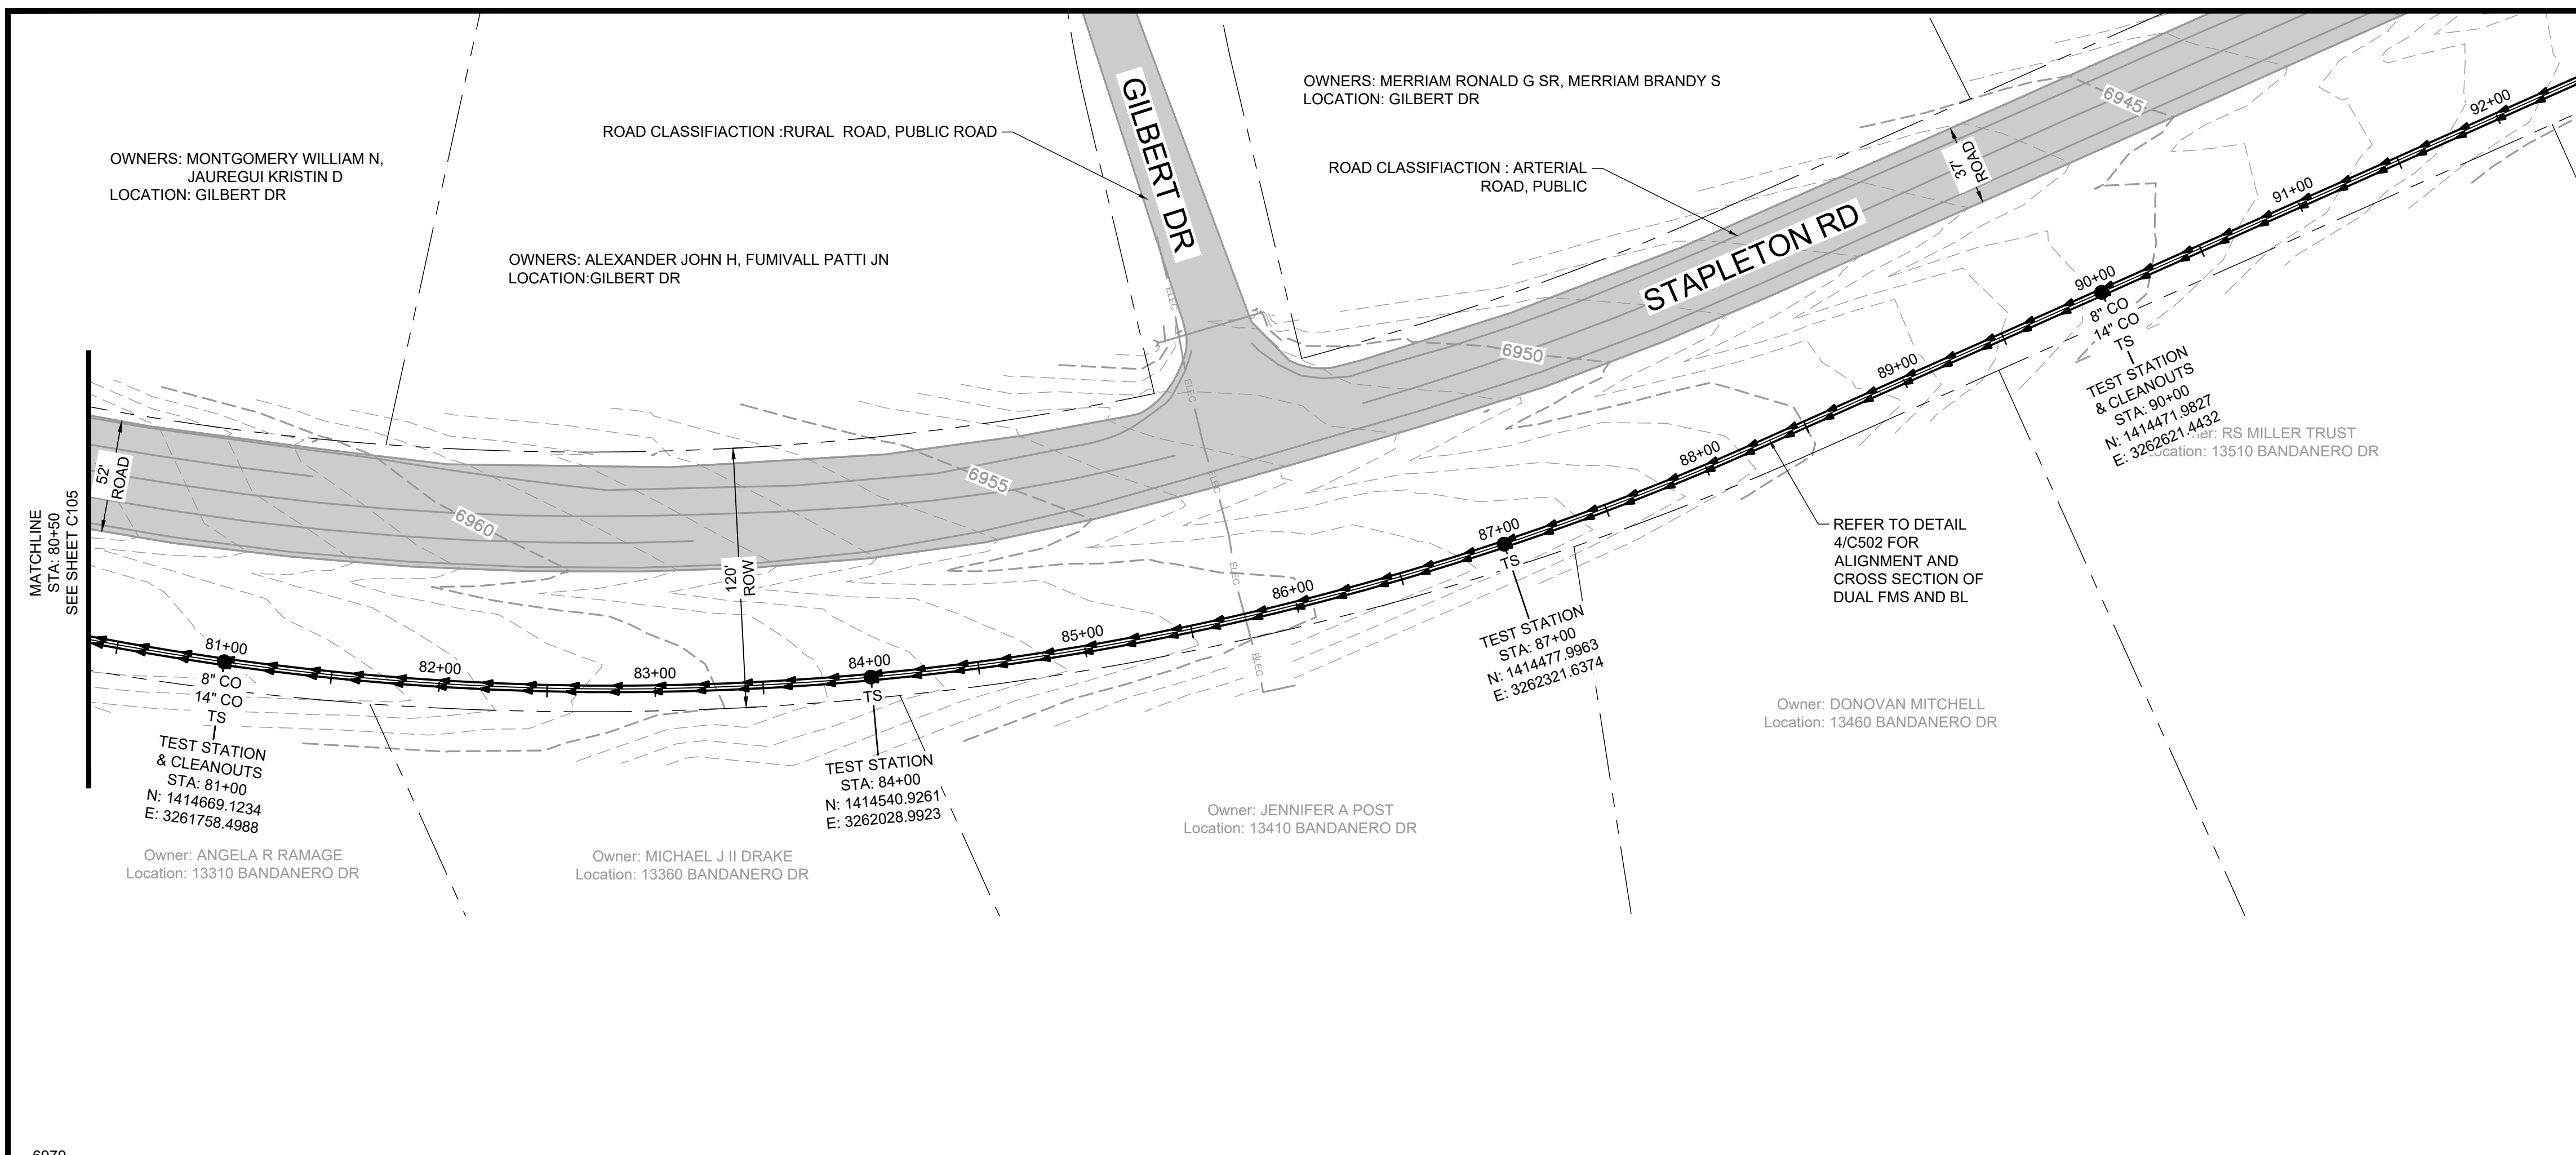 OWNERS: MONTGOMERY WILLIAM N,
JAUREGUI KRISTIN D
LOCATION: GILBERT DR
ROAD CLASSIFIACTION :RURAL  ROAD, PUBLIC ROAD
OWNERS: ALEXANDER JOHN H, FUMIVALL PATTI JN
LOCATION:GILBERT DR
GILBERT DR
OWNERS: MERRIAM RONALD G SR, MERRIAM BRANDY S
LOCATION: GILBERT DR
ROAD CLASSIFIACTION : ARTERIAL
ROAD, PUBLIC
STAPLETON RD
37'
ROAD
6945
6950
6955
6960
52'
ROAD
120'
ROW
MATCHLINE
STA: 80+50
SEE SHEET C105
ELEC
ELEC
ELEC
ELEC
ELEC
81+00
82+00
83+00
84+00
85+00
86+00
87+00
88+00
89+00
90+00
91+00
92+00
8" CO
14" CO
TS
TEST STATION
& CLEANOUTS
STA: 81+00
N: 1414669.1234
E: 3261758.4988
TS
TEST STATION
STA: 84+00
N: 1414540.9261
E: 3262028.9923
TS
TEST STATION
STA: 87+00
N: 1414477.9963
E: 3262321.6374
8" CO
14" CO
TS
TEST STATION
& CLEANOUTS
STA: 90+00
N: 1414471.9827
E: 3262621.4432
REFER TO DETAIL
4/C502 FOR
ALIGNMENT AND
CROSS SECTION OF
DUAL FMS AND BL
Owner: ANGELA R RAMAGE
Location: 13310 BANDANERO DR
Owner: MICHAEL J II DRAKE
Location: 13360 BANDANERO DR
Owner: JENNIFER A POST
Location: 13410 BANDANERO DR
Owner: DONOVAN MITCHELL
Location: 13460 BANDANERO DR
RS MILLER TRUST
13510 BANDANERO DR